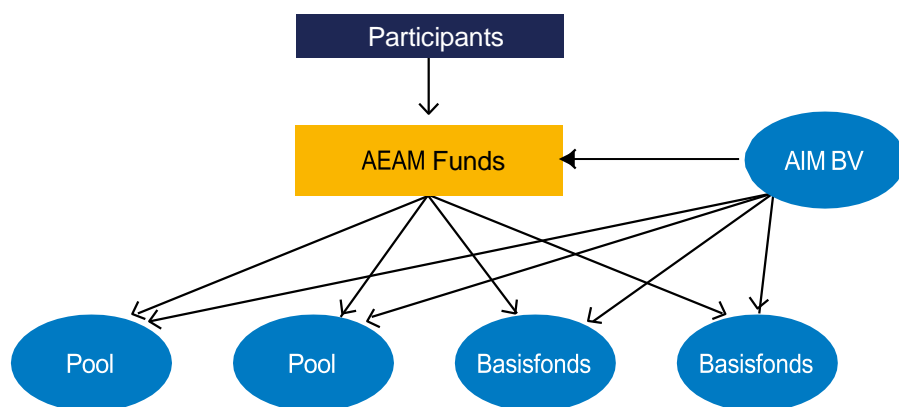 Participants
AEAM Funds
AIM BV
Pool
Pool
Basisfonds
Basisfonds